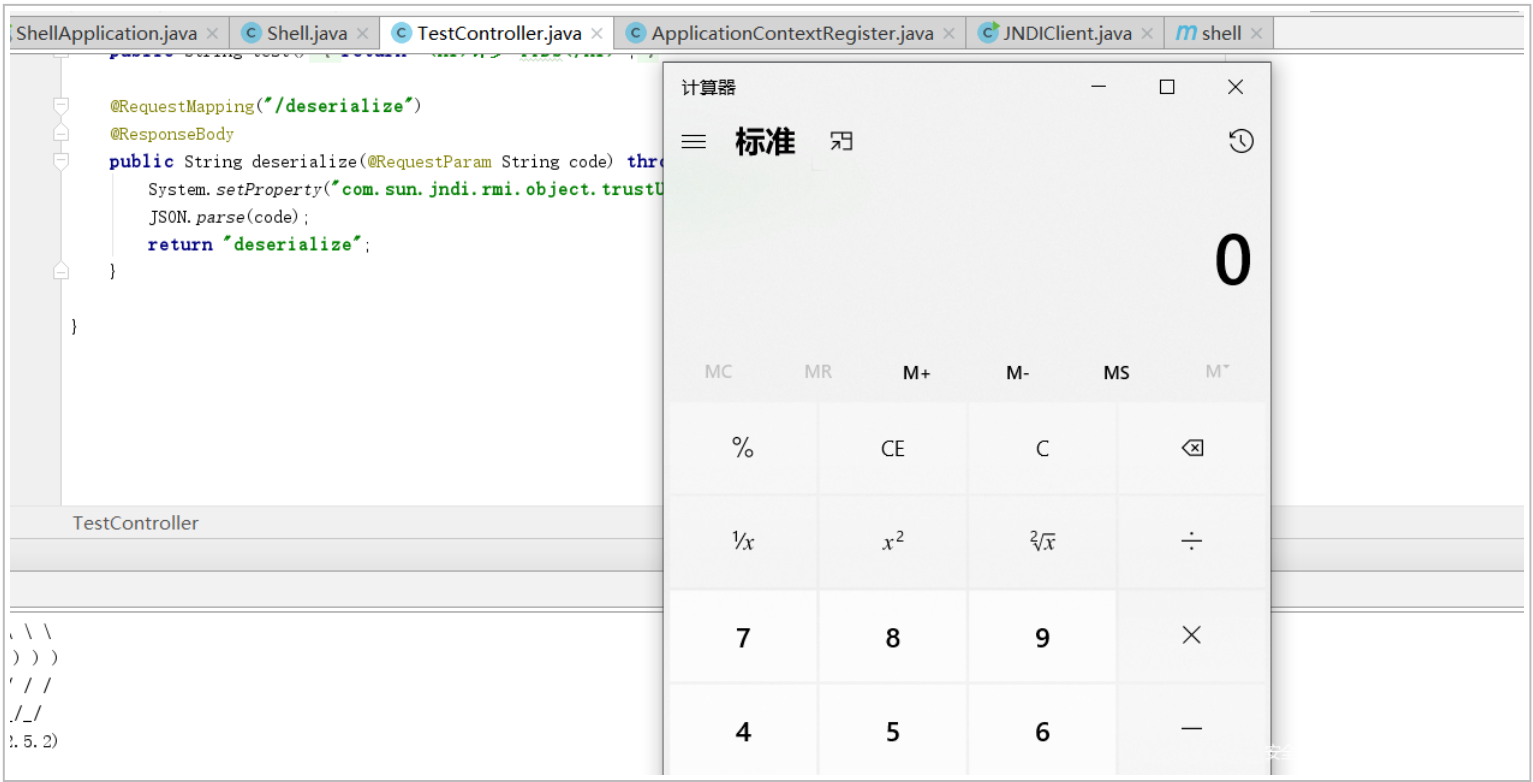 ShellApplication.java Shell.java TestController.java ApplicationContextRegister.java JNDIClient.java shell
@RequestMapping("/deserialize")
@ResponseBody
public String deserialize(@RequestParam String code) thro
System.setProperty("com.sun.jndi.rmi.object.trustU
JSON.parse(code);
return "deserialize";
}
}
TestController
\ \
) ) )
/ /
/_/
2.5.2)
计算器
标准
0
MC MR M+ M- MS M
% CE C
1/x x² ²√x ÷
7 8 9 ×
4 5 6 −